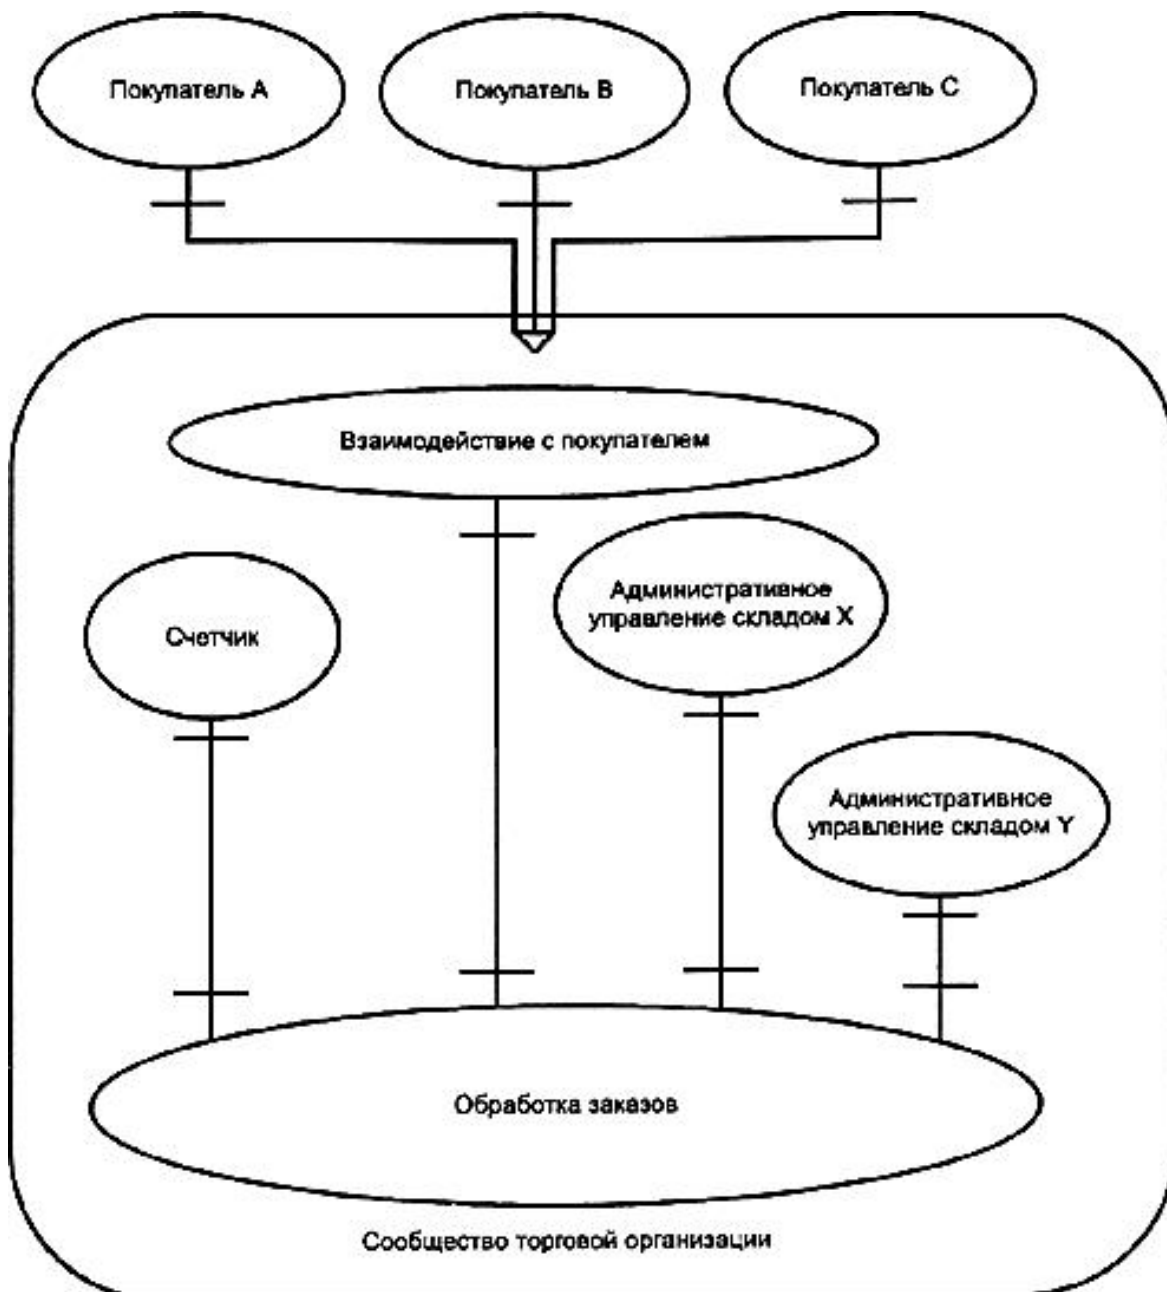 Покупатель А
Покупатель В
Покупатель С
Взаимодействие с покупателем
Административное
управление складом X
Счетчик
Административное
управление складом Y
Обработка заказов
Сообщество торговой организации